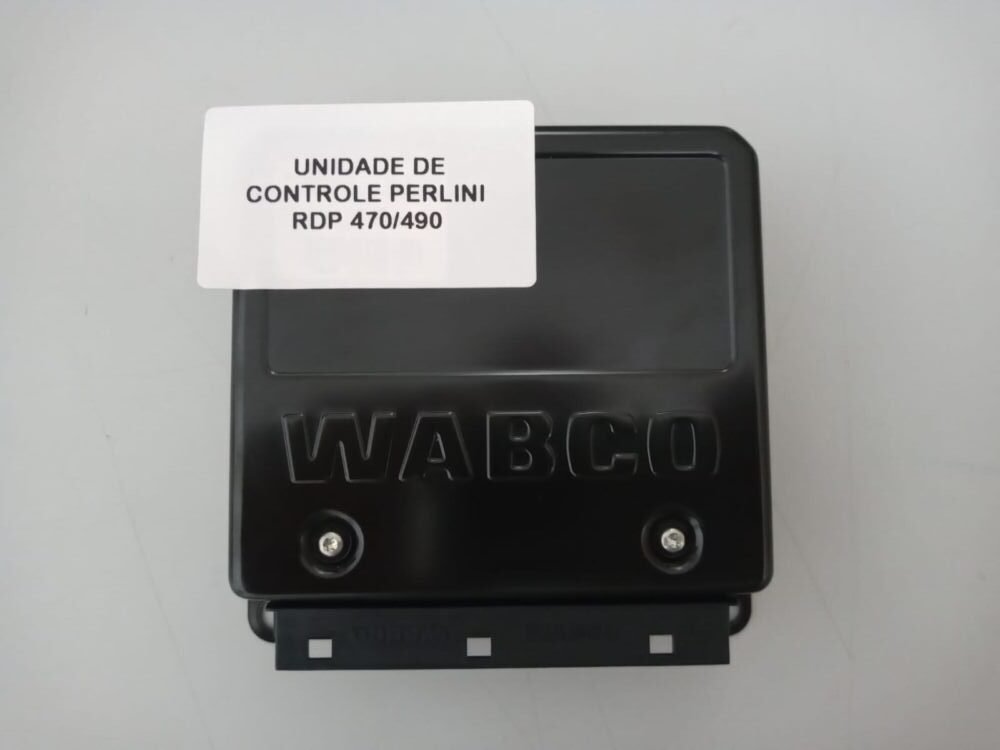 UNIDADE DE
CONTROLE PERLINI
RDP 470/490
WABCO